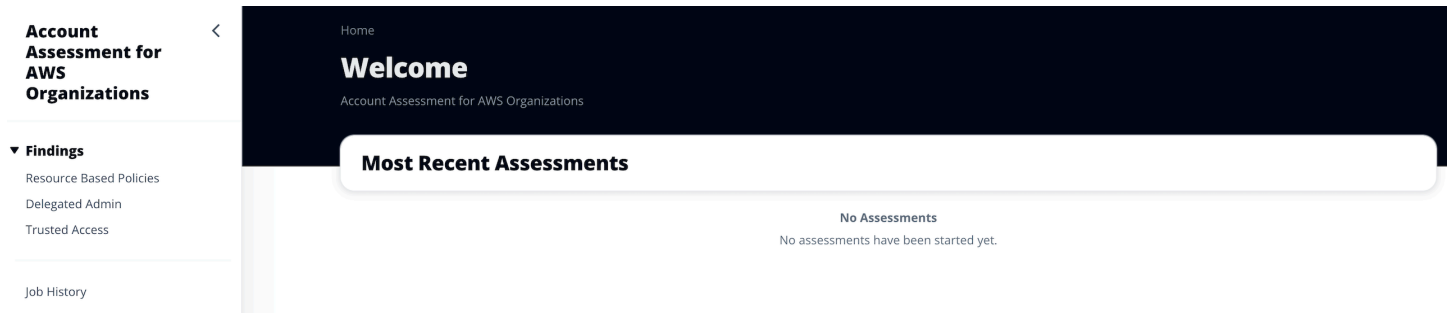 Account
Assessment for
AWS
Organizations
Findings
Resource Based Policies
Delegated Admin
Trusted Access
Job History
Home
Welcome
Account Assessment for AWS Organizations
Most Recent Assessments
No Assessments
No assessments have been started yet.